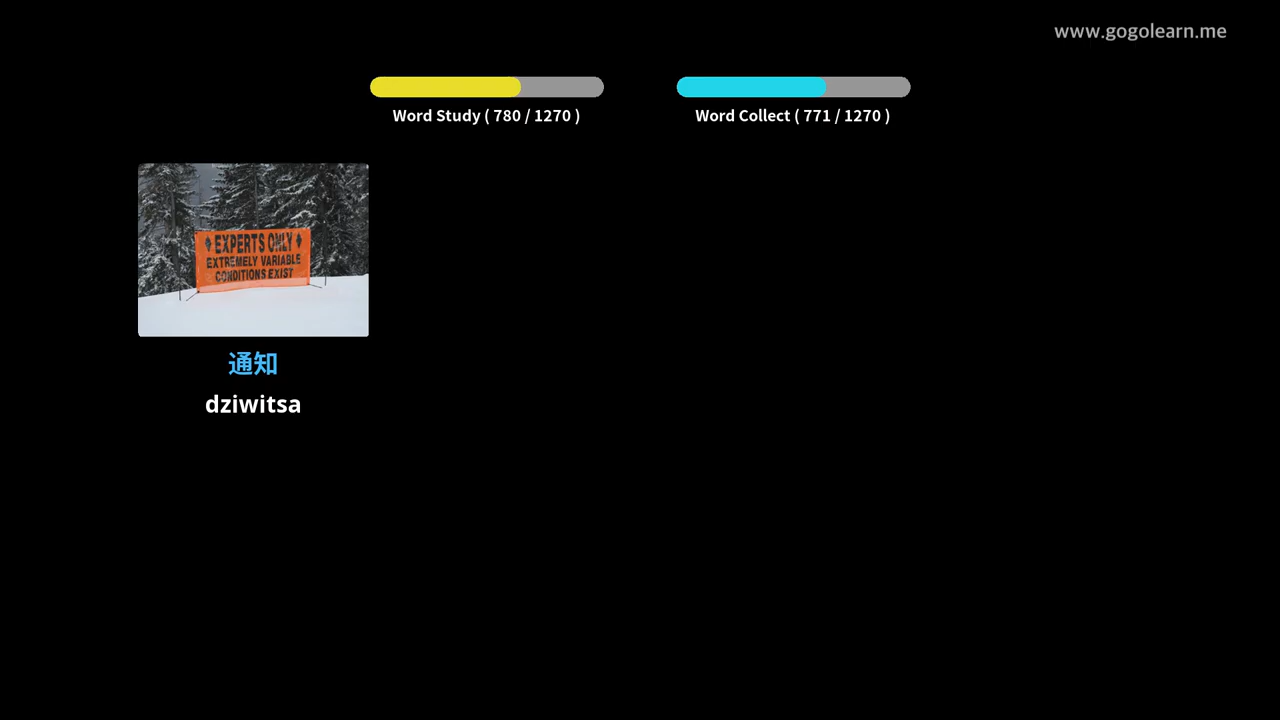 www.gogolearn.me
Word Study ( 780 / 1270 )
Word Collect ( 771 / 1270 )
EXPERTS ONLY
EXTREMELY VARIABLE
CONDITIONS EXIST
通知
dziwitsa